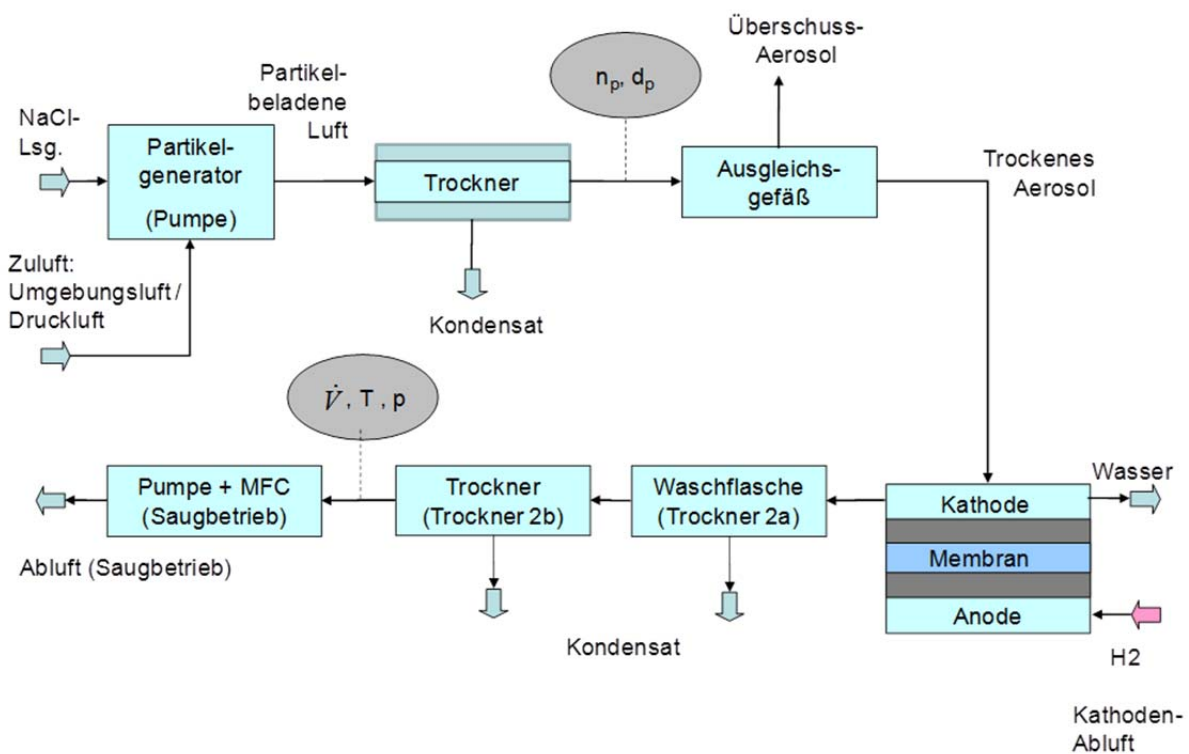 Überschuss-
Aerosol
n_p, d_p
Partikel-
beladene
Luft
NaCl-
Lsg.
Partikel-
generator
(Pumpe)
Trockner
Ausgleichs-
gefäß
Trockenes
Aerosol
Zuluft:
Umgebungsluft/
Druckluft
Kondensat
V̇, T, p
Wasser
Pumpe + MFC
(Saugbetrieb)
Trockner
(Trockner 2b)
Waschflasche
(Trockner 2a)
Kathode
Membran
Anode
Abluft (Saugbetrieb)
Kondensat
H2
Kathoden-
Abluft